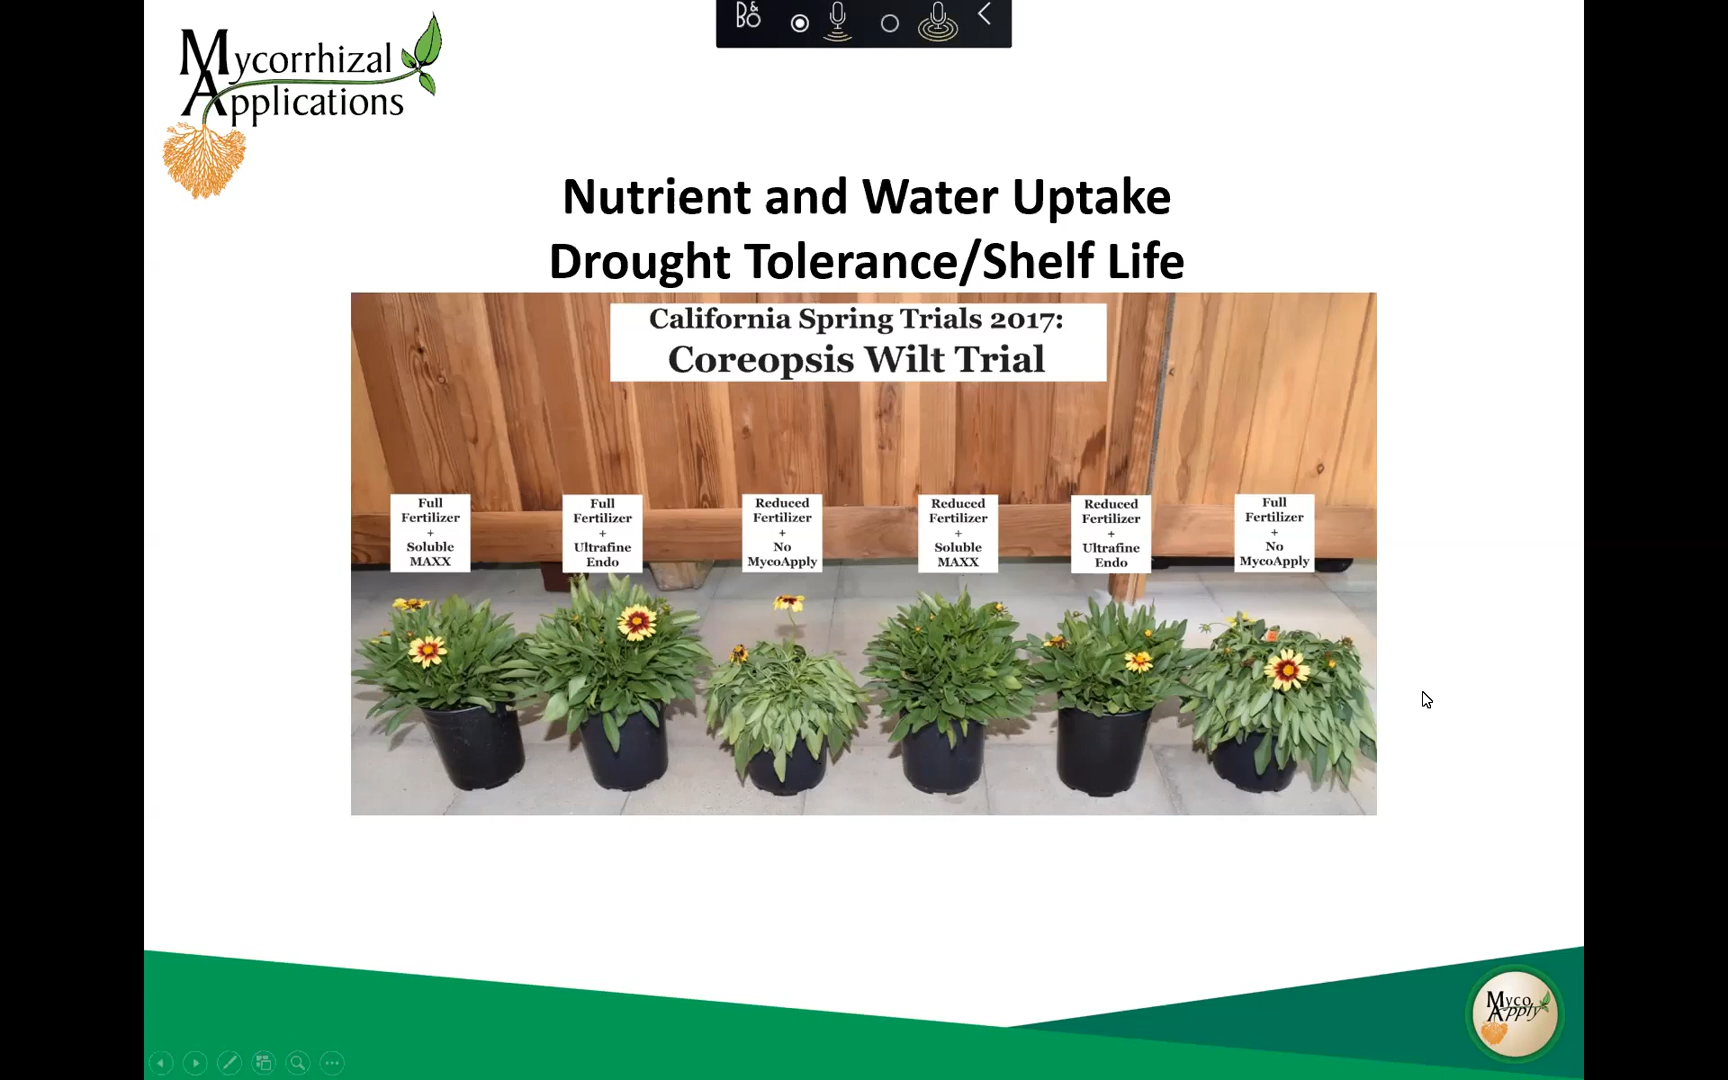 B&O
Mycorrhizal
Applications
Nutrient and Water Uptake
Drought Tolerance/Shelf Life
California Spring Trials 2017:
Coreopsis Wilt Trial
Full
Fertilizer
+
Soluble
MAXX
Full
Fertilizer
+
Ultrafine
Endo
Reduced
Fertilizer
+
No
MycoApply
Reduced
Fertilizer
+
Soluble
MAXX
Reduced
Fertilizer
+
Ultrafine
Endo
Full
Fertilizer
+
No
MycoApply
Myco
Apply